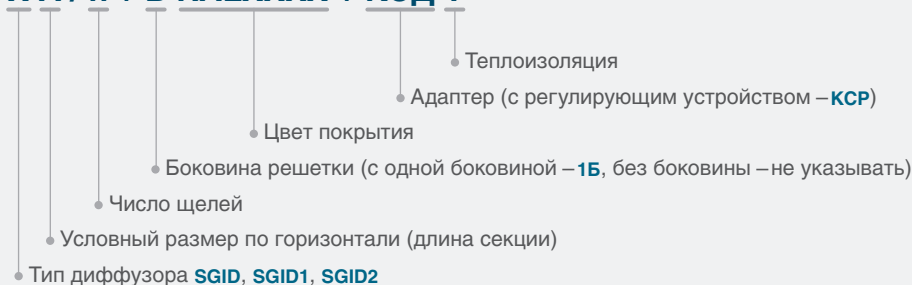 Теплоизоляция
Адаптер (с регулирующим устройством – КСР)
Цвет покрытия
Боковина решетки (с одной боковиной – 1Б, без боковины – не указывать)
Число щелей
Условный размер по горизонтали (длина секции)
Тип диффузора SGID, SGID1, SGID2